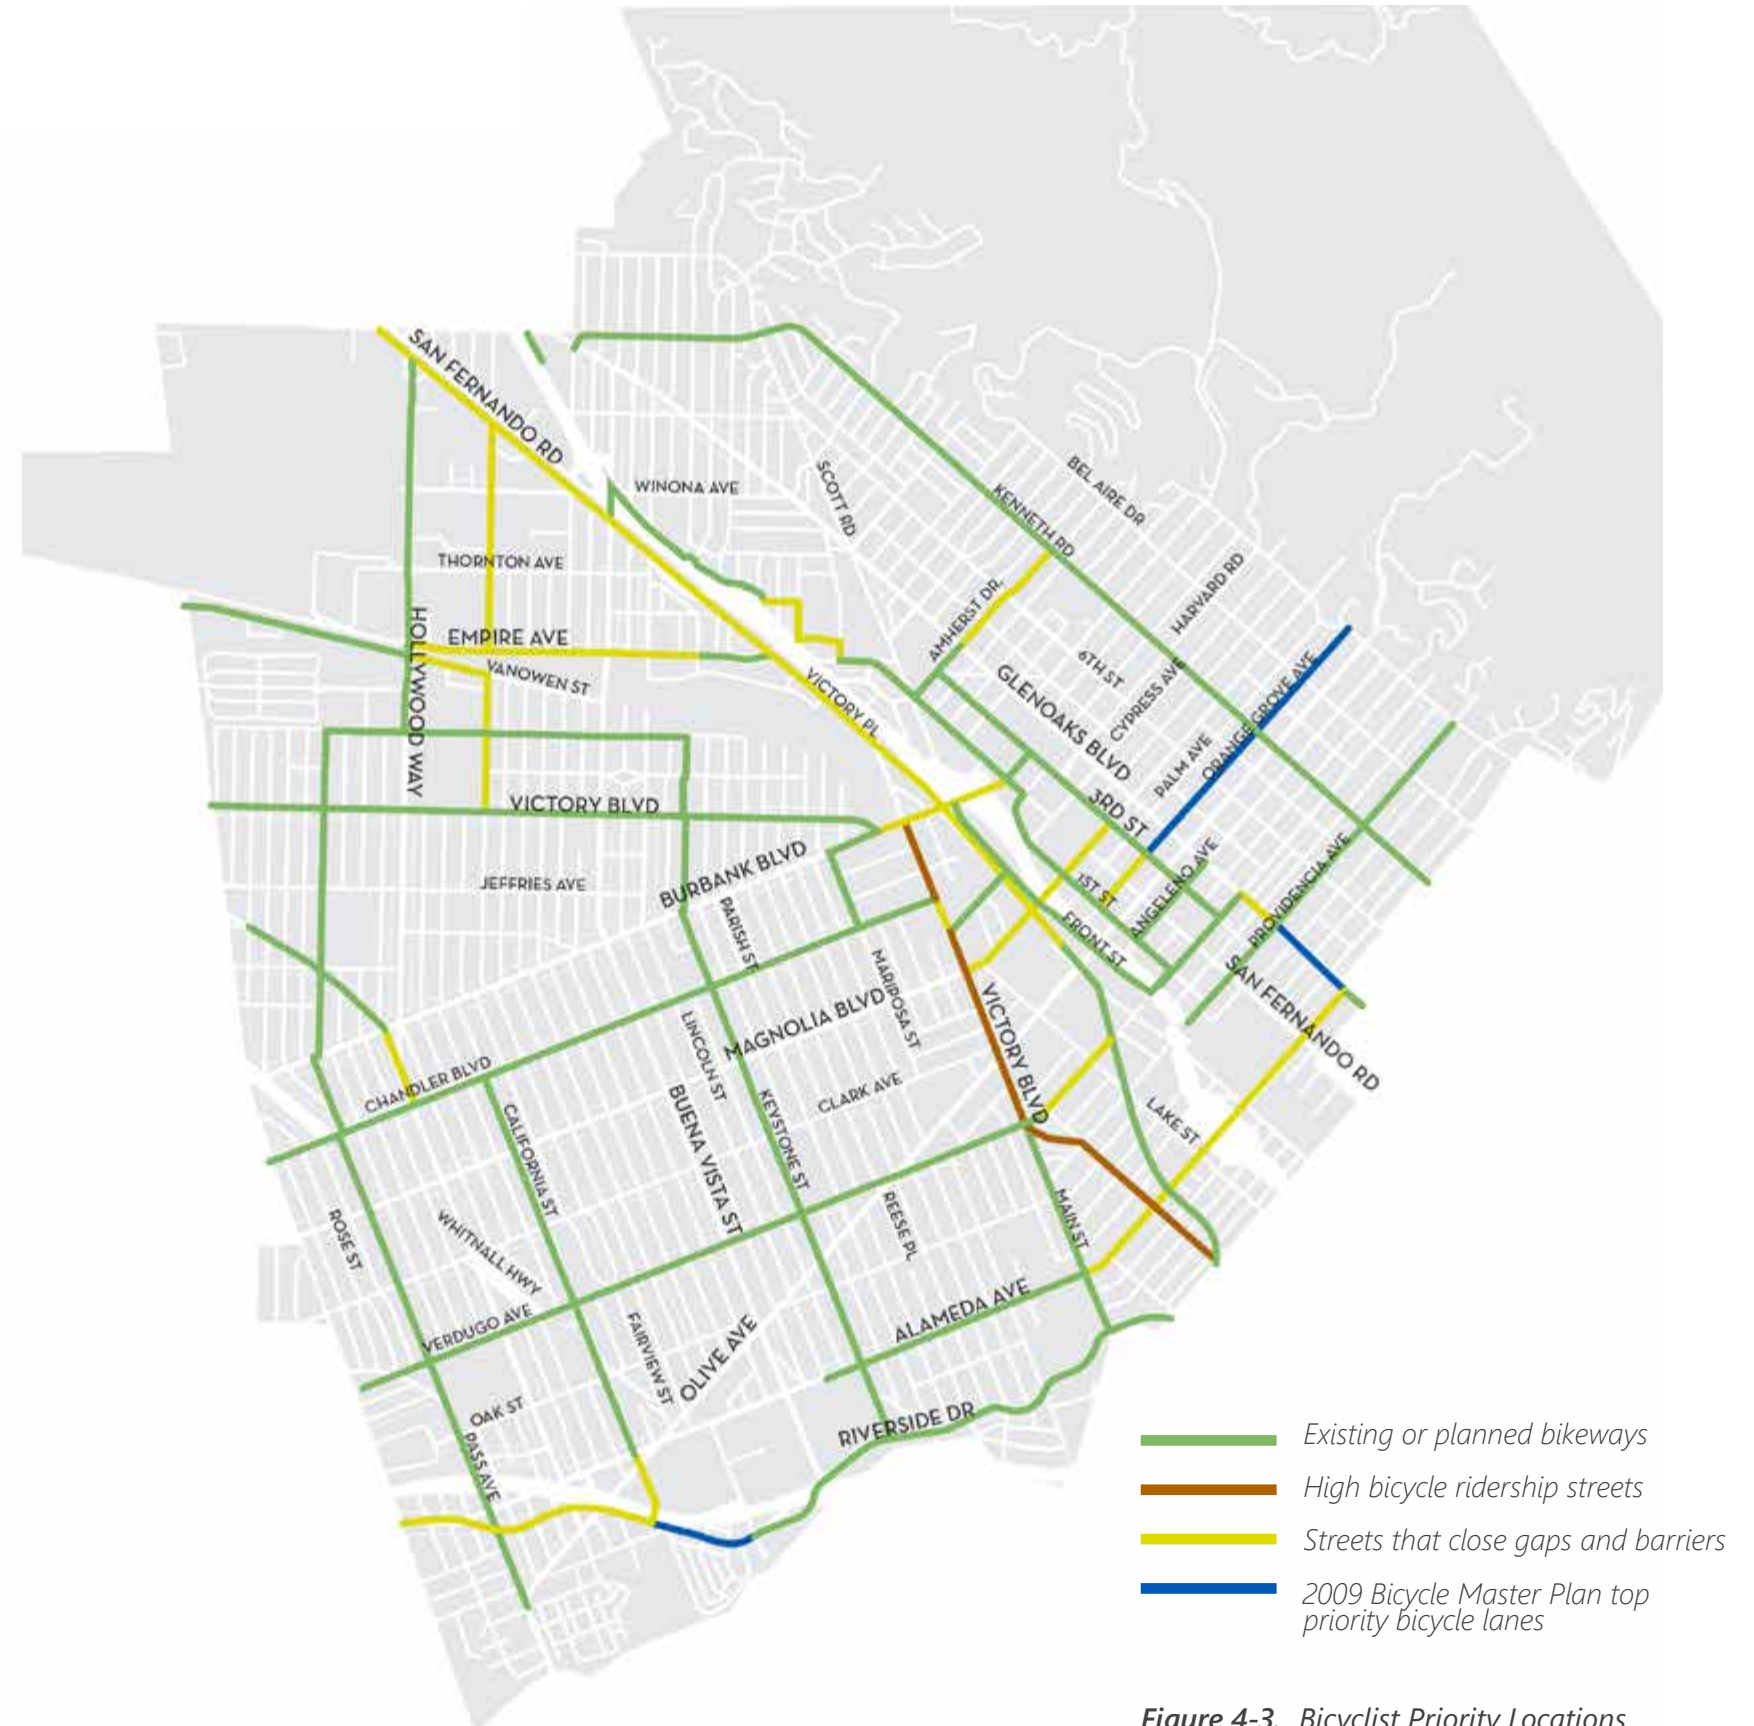 SAN FERNANDO RD
WINONA AVE
SCOTT RD
BEL AIRE DR
KENNETH RD
THORNTON AVE
HARVARD RD
AMHERST DR.
HOLLYWOOD WAY
EMPIRE AVE
VANOWEN ST
6TH ST
CYPRESS AVE
GLENOAKS BLVD
ORANGE GROVE AVE
VICTORY PL
PALM AVE
VICTORY BLVD
3RD ST
JEFFRIES AVE
BURBANK BLVD
1ST ST
ANGELENO AVE
PROVIDENCIA AVE
PARISH ST
FRONT ST
MARIPOSA ST
SAN FERNANDO RD
MAGNOLIA BLVD
LINCOLN ST
VICTORY BLVD
CHANDLER BLVD
CLARK AVE
BUENA VISTA ST
KEYSTONE ST
CALIFORNIA ST
LAKE ST
ROSE ST
WHITNALL HWY
REESE PL
MAIN ST
VERDUGO AVE
FAIRVIEW ST
OLIVE AVE
ALAMEDA AVE
OAK ST
PASS AVE
RIVERSIDE DR
Existing or planned bikeways
High bicycle ridership streets
Streets that close gaps and barriers
2009 Bicycle Master Plan top
priority bicycle lanes
Figure 4-3. Bicyclist Priority Locations